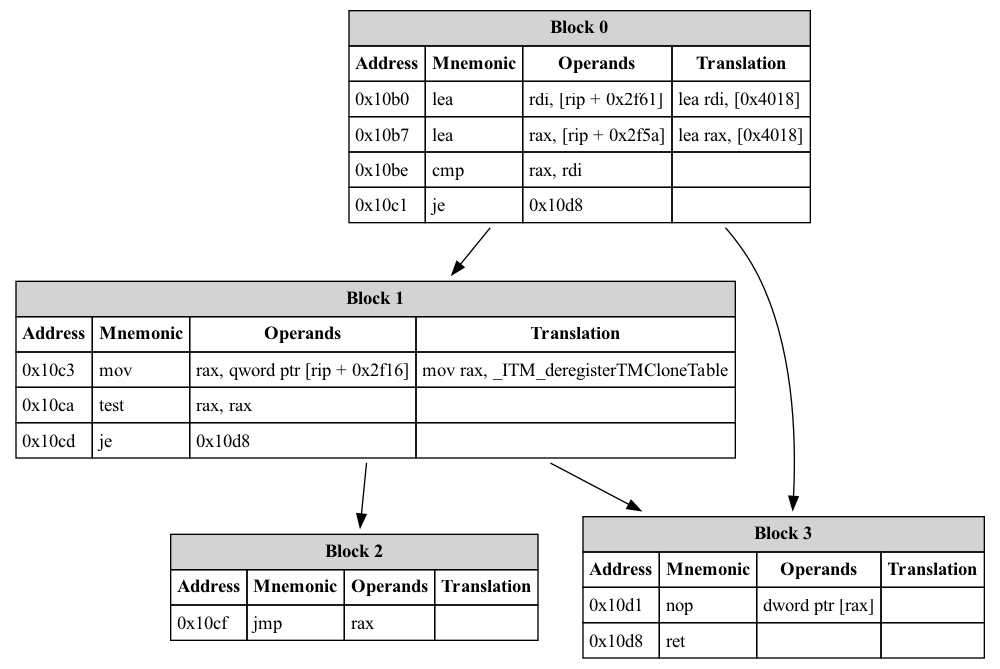 Block 0
Address Mnemonic Operands Translation
0x10b0 lea rdi, [rip + 0x2f61] lea rdi, [0x4018]
0x10b7 lea rax, [rip + 0x2f5a] lea rax, [0x4018]
0x10be cmp rax, rdi
0x10c1 je 0x10d8
Block 1
Address Mnemonic Operands Translation
0x10c3 mov rax, qword ptr [rip + 0x2f16] mov rax, _ITM_deregisterTMCloneTable
0x10ca test rax, rax
0x10cd je 0x10d8
Block 2
Address Mnemonic Operands Translation
0x10cf jmp rax
Block 3
Address Mnemonic Operands Translation
0x10d1 nop dword ptr [rax]
0x10d8 ret